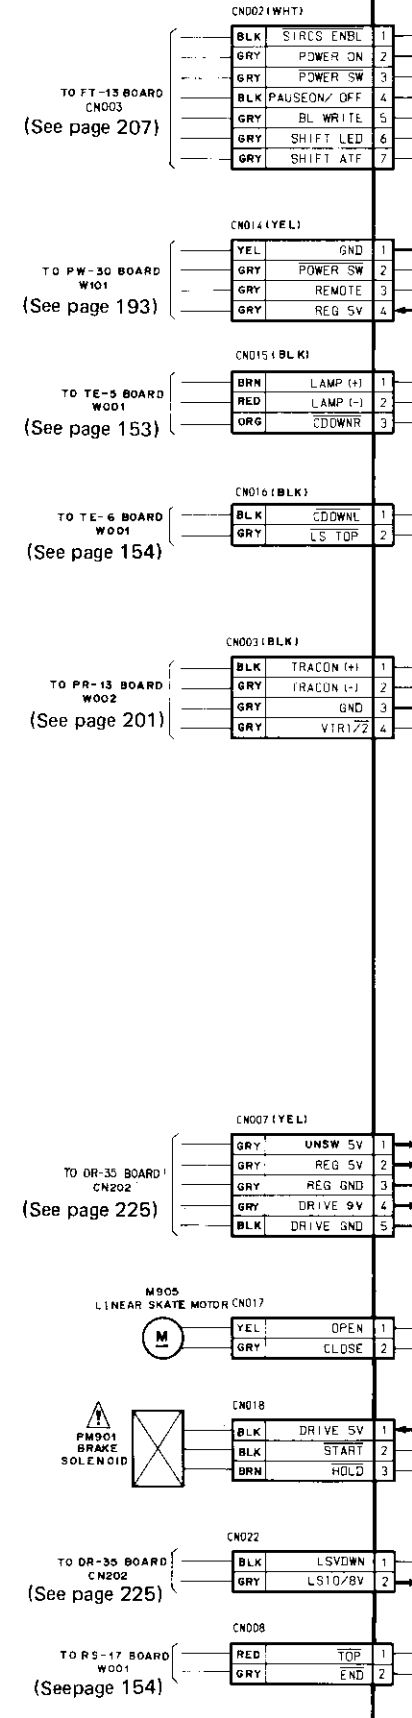 CN002(WHT)
BLK SIRCS ENBL 1
GRY POWER ON 2
GRY POWER SW 3
BLK PAUSEON/ OFF 4
GRY BL WRITE 5
GRY SHIFT LED 6
GRY SHIFT ATF 7
TO FT-13 BOARD
CN003
(See page 207)
CN014(YEL)
YEL GND 1
GRY POWER SW 2
GRY REMOTE 3
GRY REG 5V 4
TO PW-30 BOARD
W101
(See page 193)
CN015(BLK)
BRN LAMP (+) 1
RED LAMP (-) 2
ORG CDOWNR 3
TO TE-5 BOARD
W001
(See page 153)
CN016(BLK)
BLK CDOWNL 1
GRY LS TOP 2
TO TE-6 BOARD
W001
(See page 154)
CN003(BLK)
BLK TRACON (+) 1
GRY TRACON (-) 2
GRY GND 3
GRY VTR1/2 4
TO PR-13 BOARD
W002
(See page 201)
CN007(YEL)
GRY UNSW 5V 1
GRY REG 5V 2
GRY REG GND 3
GRY DRIVE 9V 4
BLK DRIVE GND 5
TO DR-35 BOARD
CN202
(See page 225)
M905
LINEAR SKATE MOTOR CN017
M
YEL OPEN 1
GRY CLOSE 2
CN018
BLK DRIVE 5V 1
BLK START 2
BRN HOLD 3
PM901
BRAKE
SOLENOID
CN022
BLK LSVDWN 1
GRY LS10/8V 2
TO DR-35 BOARD
CN202
(See page 225)
CN008
RED TOP 1
GRY END 2
TO RS-17 BOARD
W001
(Seepage 154)